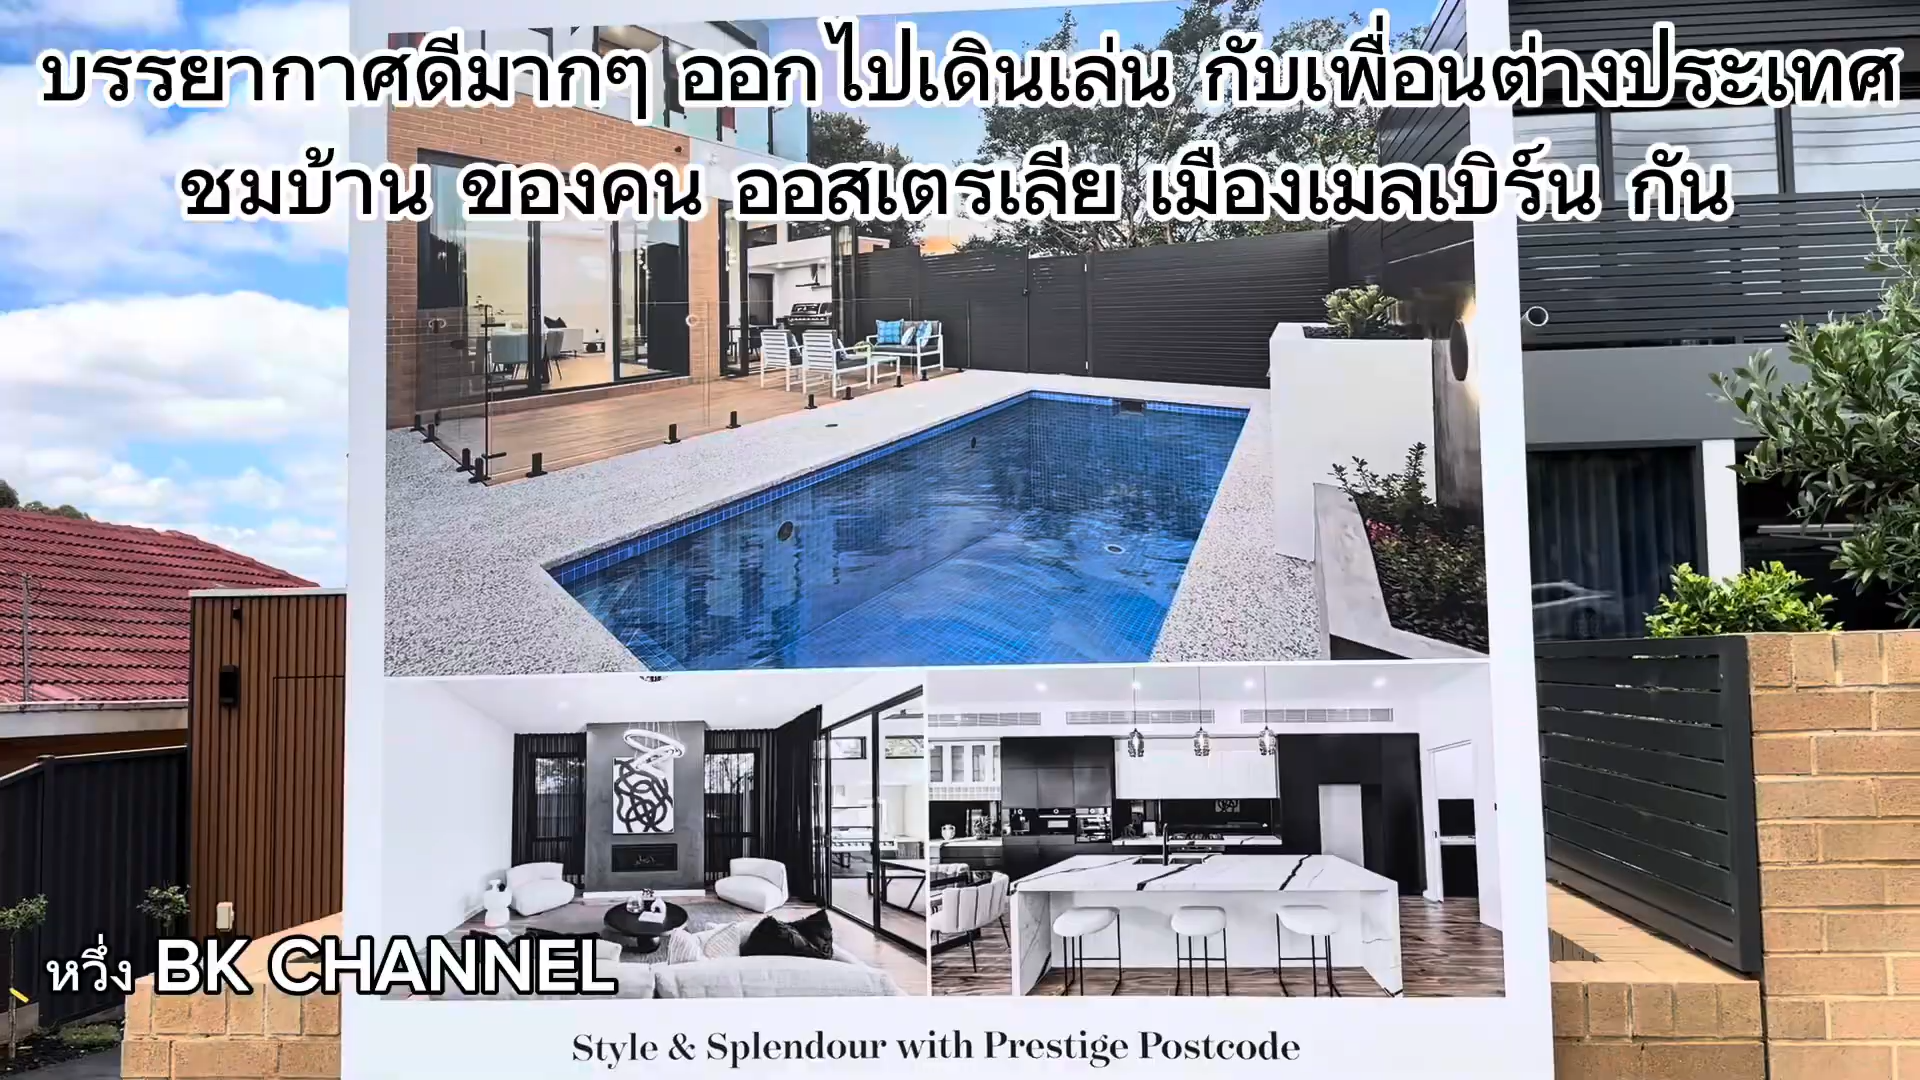 บรรยากาศดีมากๆ ออกไปเดินเล่น กับเพื่อนต่างประเทศ
ชมบ้าน ของคน ออสเตรเลีย เมืองเมลเบิร์น กัน
หวึ่ง BK CHANNEL
Style & Splendour with Prestige Postcode